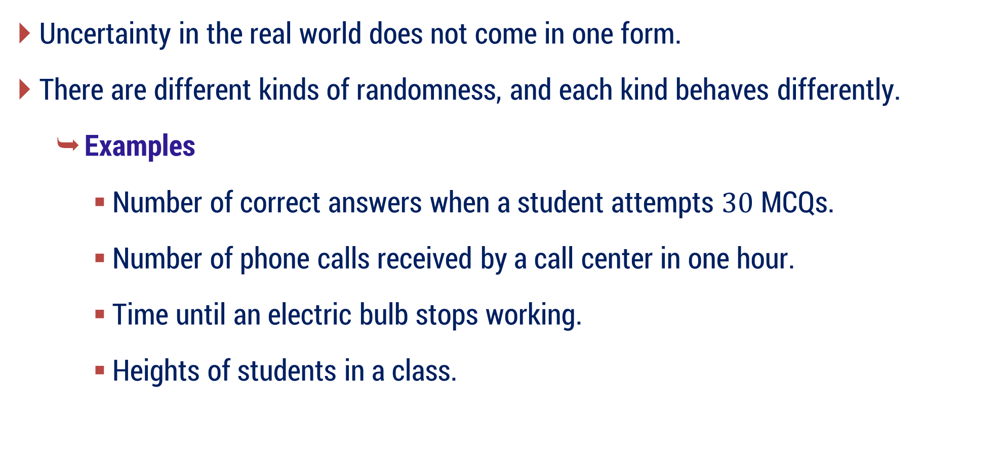 Uncertainty in the real world does not come in one form.
There are different kinds of randomness, and each kind behaves differently.
Examples
Number of correct answers when a student attempts 30 MCQs.
Number of phone calls received by a call center in one hour.
Time until an electric bulb stops working.
Heights of students in a class.